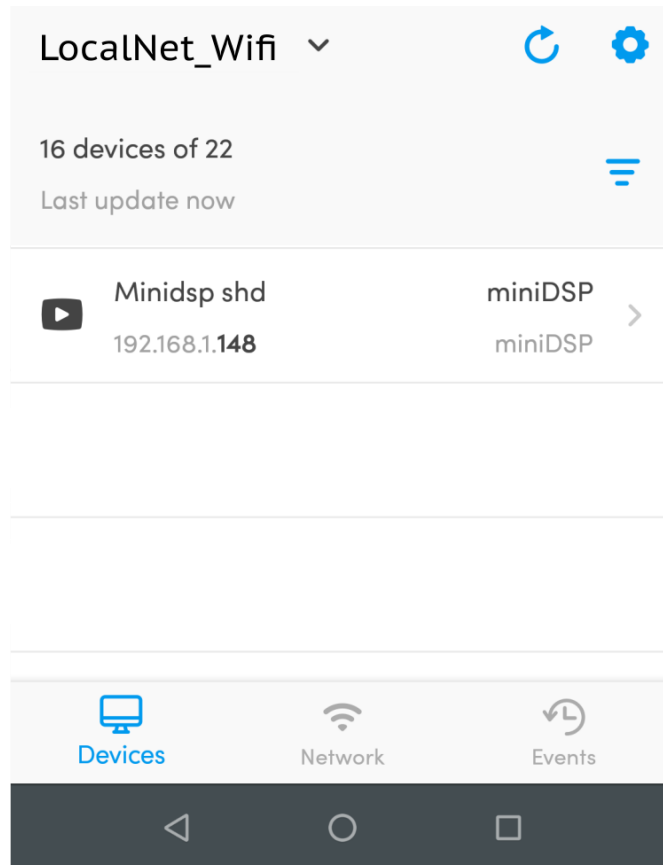 LocalNet_Wifi
16 devices of 22
Last update now
Minidsp shd miniDSP
192.168.1.148 miniDSP
Devices Network Events